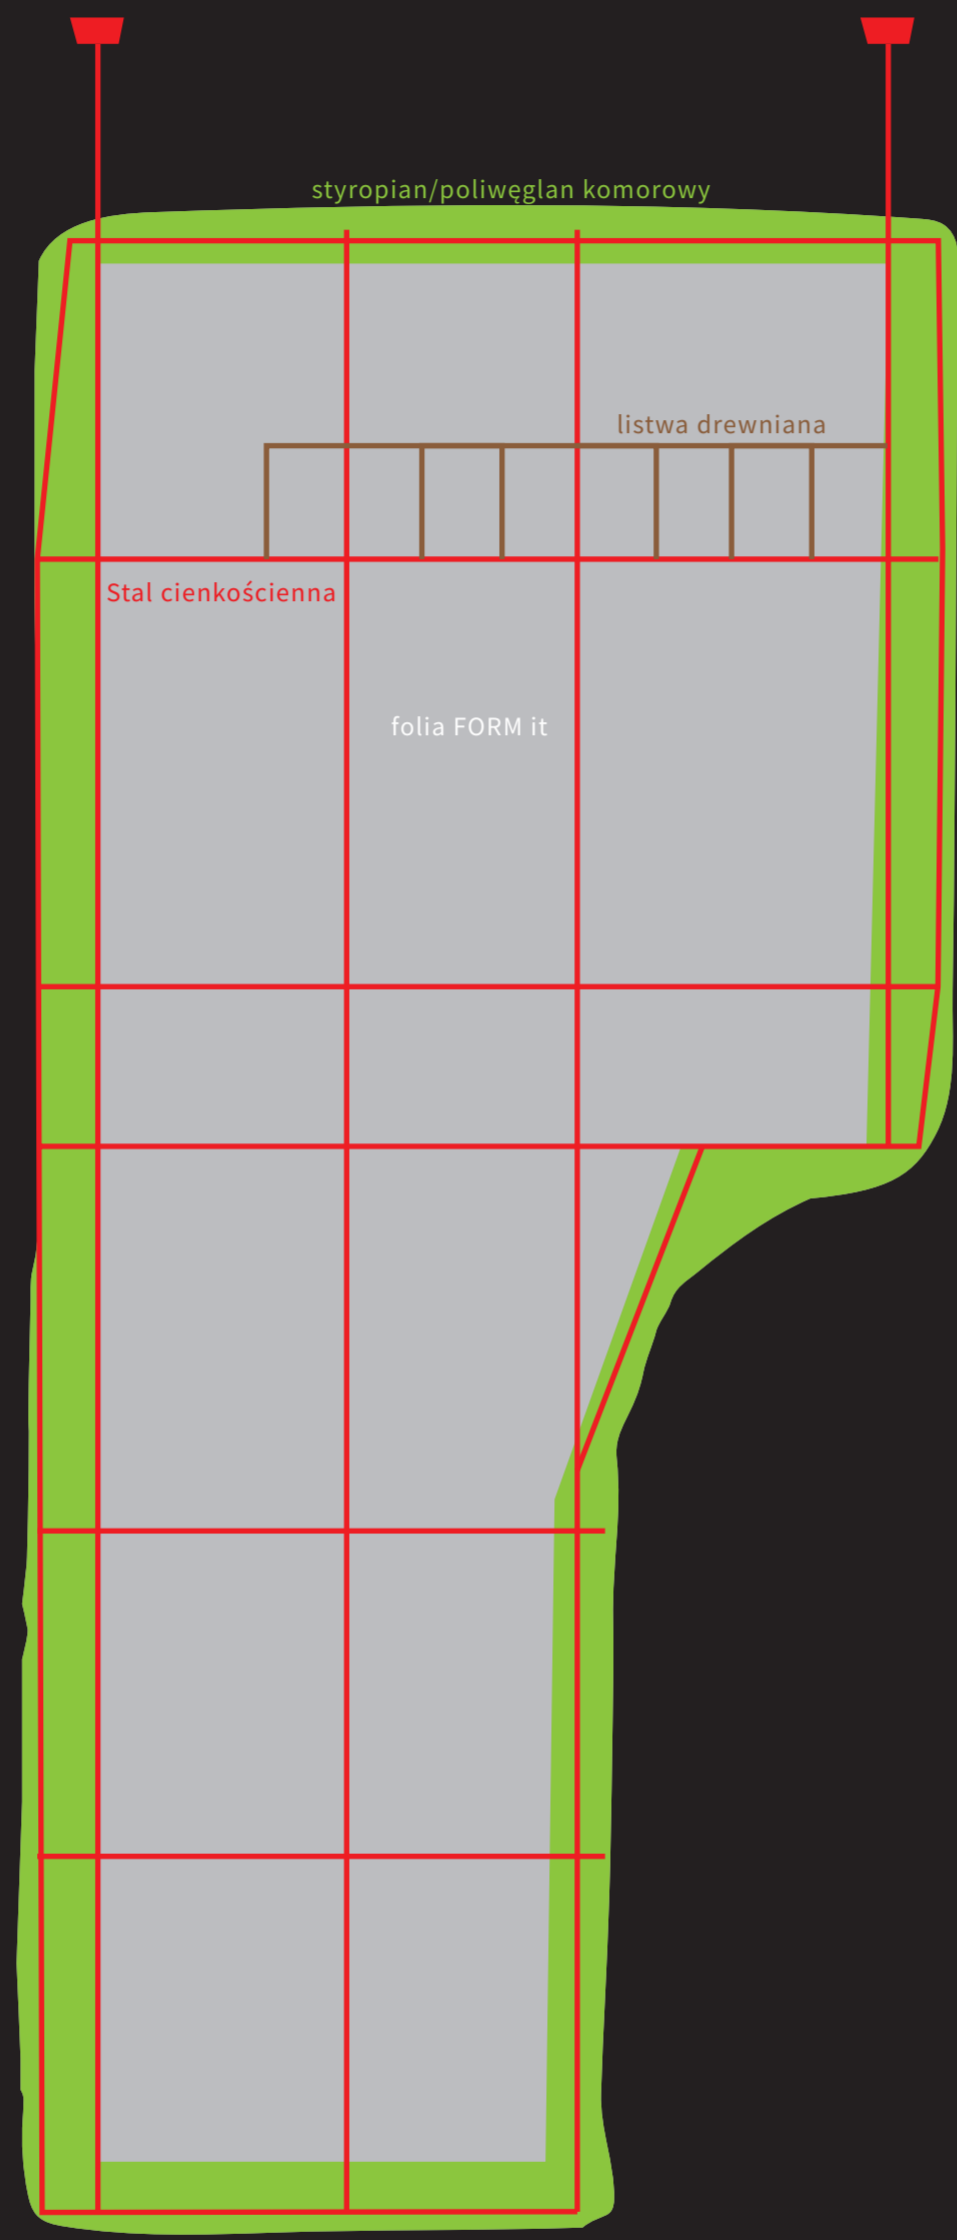 styropian/poliwęglan komorowy
listwa drewniana
Stal cienkościenna
folia FORM it